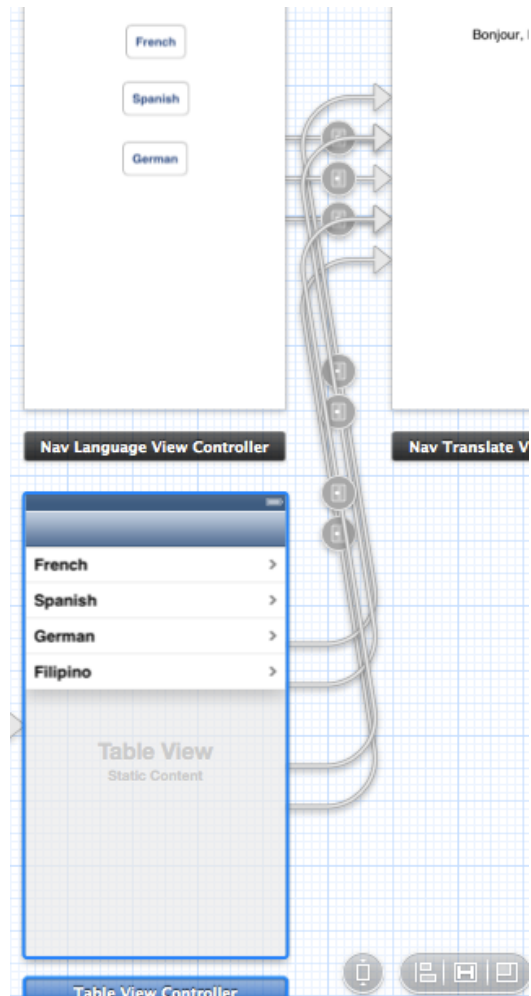 French
Bonjour,
Spanish
German
Nav Language View Controller
Nav Translate V
French
Spanish
German
Filipino
Table View
Static Content
Table View Controller